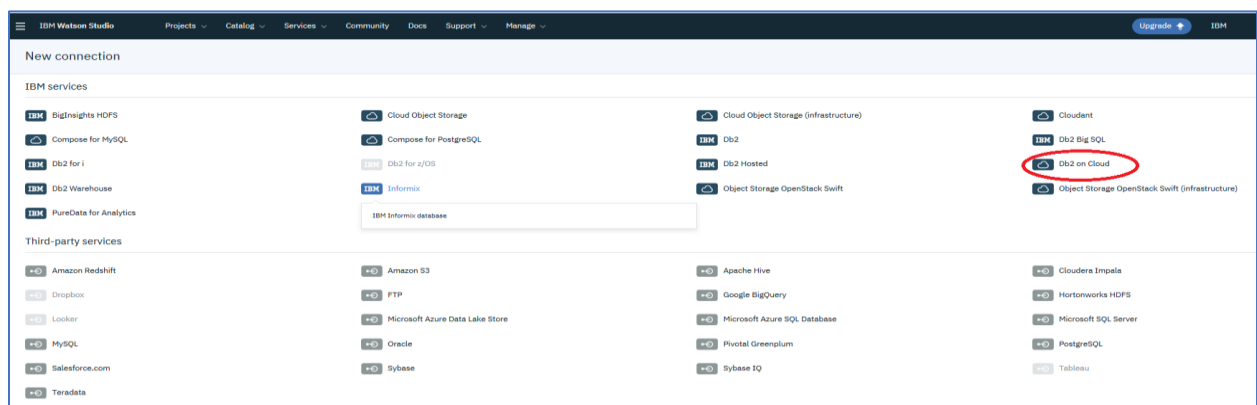 IBM Watson Studio Projects Catalog Services Community Docs Support Manage Upgrade IBM
New connection
IBM services
IBM BigInsights HDFS Cloud Object Storage Cloud Object Storage (infrastructure) Cloudant
Compose for MySQL Compose for PostgreSQL IBM Db2 IBM Db2 Big SQL
IBM Db2 for i IBM Db2 for z/OS IBM Db2 Hosted Db2 on Cloud
IBM Db2 Warehouse IBM Informix Object Storage OpenStack Swift Object Storage OpenStack Swift (infrastructure)
IBM PureData for Analytics IBM Informix database
Third-party services
Amazon Redshift Amazon S3 Apache Hive Cloudera Impala
Dropbox FTP Google BigQuery Hortonworks HDFS
Looker Microsoft Azure Data Lake Store Microsoft Azure SQL Database Microsoft SQL Server
MySQL Oracle Pivotal Greenplum PostgreSQL
Salesforce.com Sybase Sybase IQ Tableau
Teradata